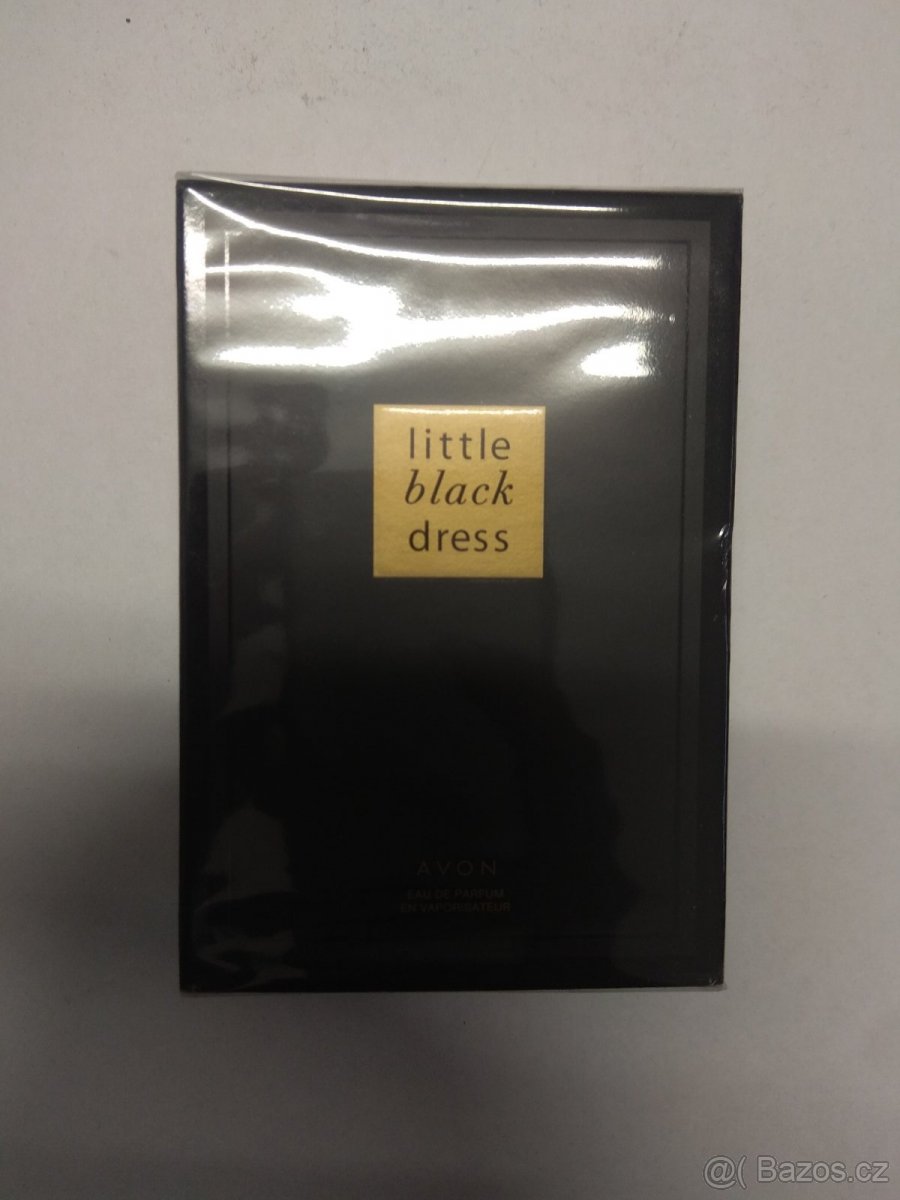 little
black
dress
AVON
EAU DE PARFUM
EN VAPORISATEUR
@( Bazos.cz